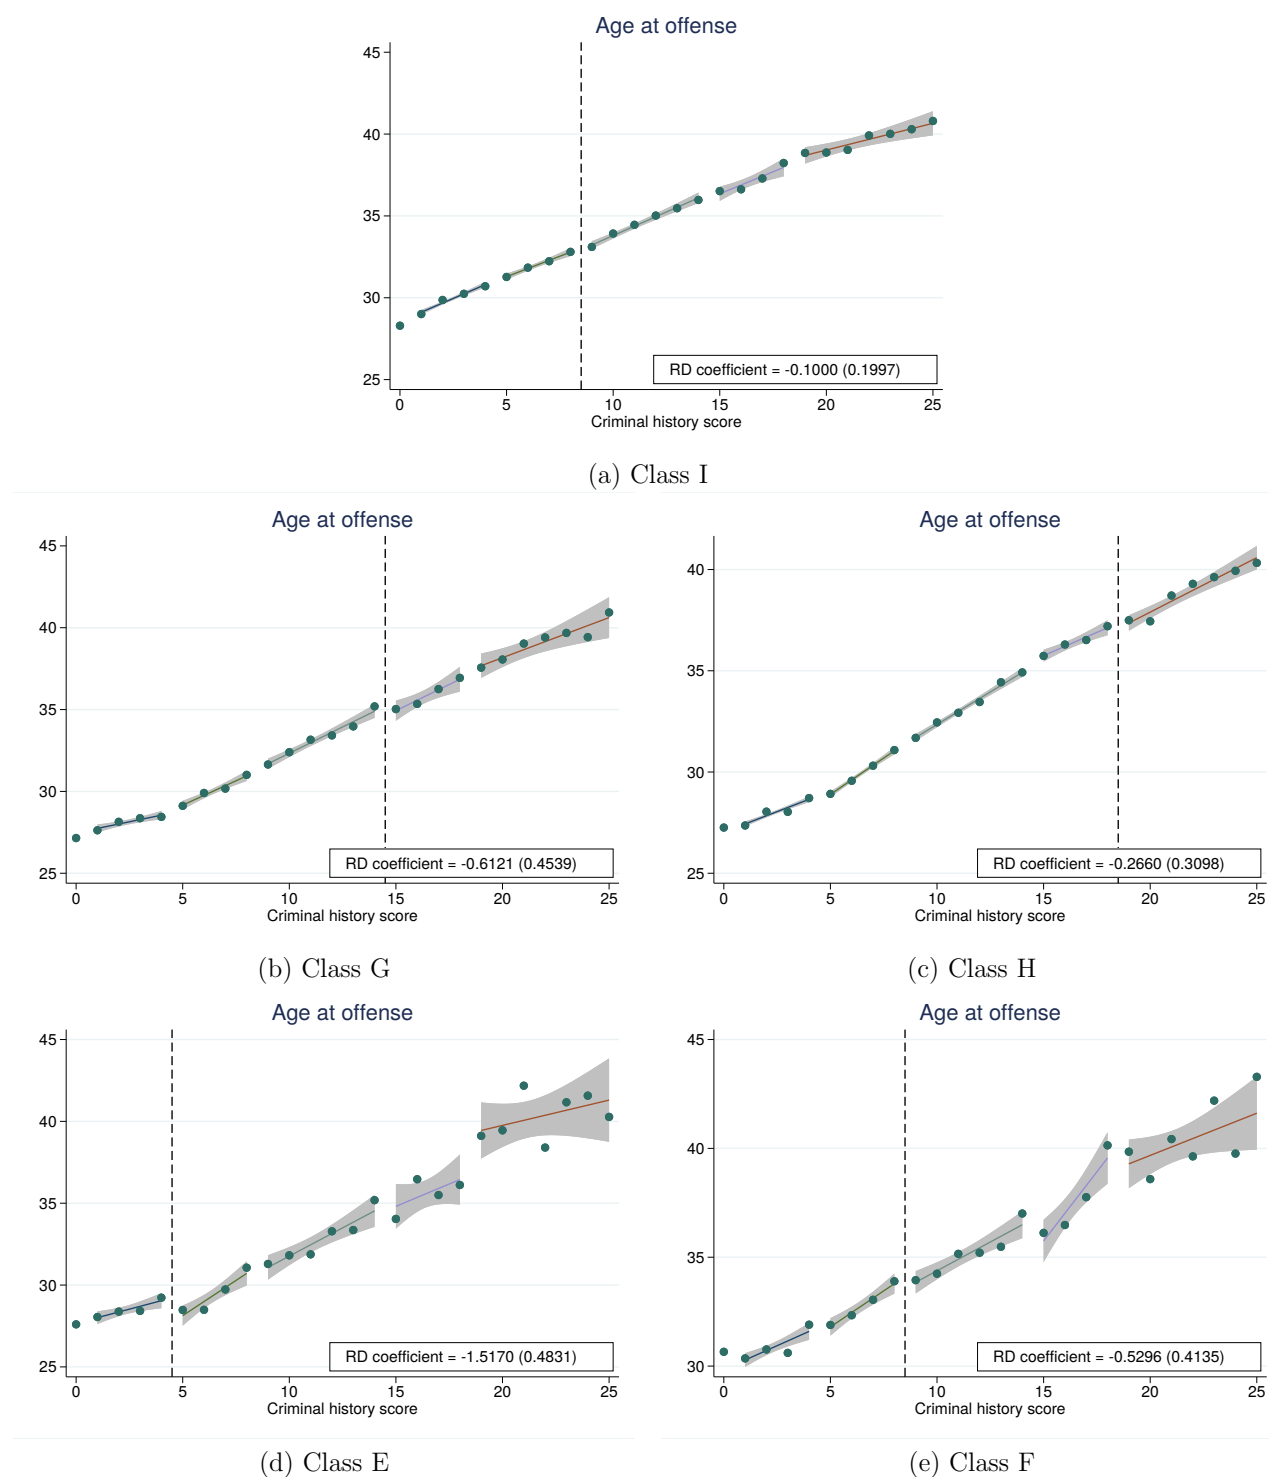 Age at offense
45
40
35
30
25
RD coefficient = -0.1000 (0.1997)
0 5 10 15 20 25
Criminal history score
(a) Class I
Age at offense
45
40
35
30
25
RD coefficient = -0.6121 (0.4539)
0 5 10 15 20 25
Criminal history score
(b) Class G
Age at offense
40
35
30
25
RD coefficient = -0.2660 (0.3098)
0 5 10 15 20 25
Criminal history score
(c) Class H
Age at offense
45
40
35
30
25
RD coefficient = -1.5170 (0.4831)
0 5 10 15 20 25
Criminal history score
(d) Class E
Age at offense
45
40
35
30
RD coefficient = -0.5296 (0.4135)
0 5 10 15 20 25
Criminal history score
(e) Class F